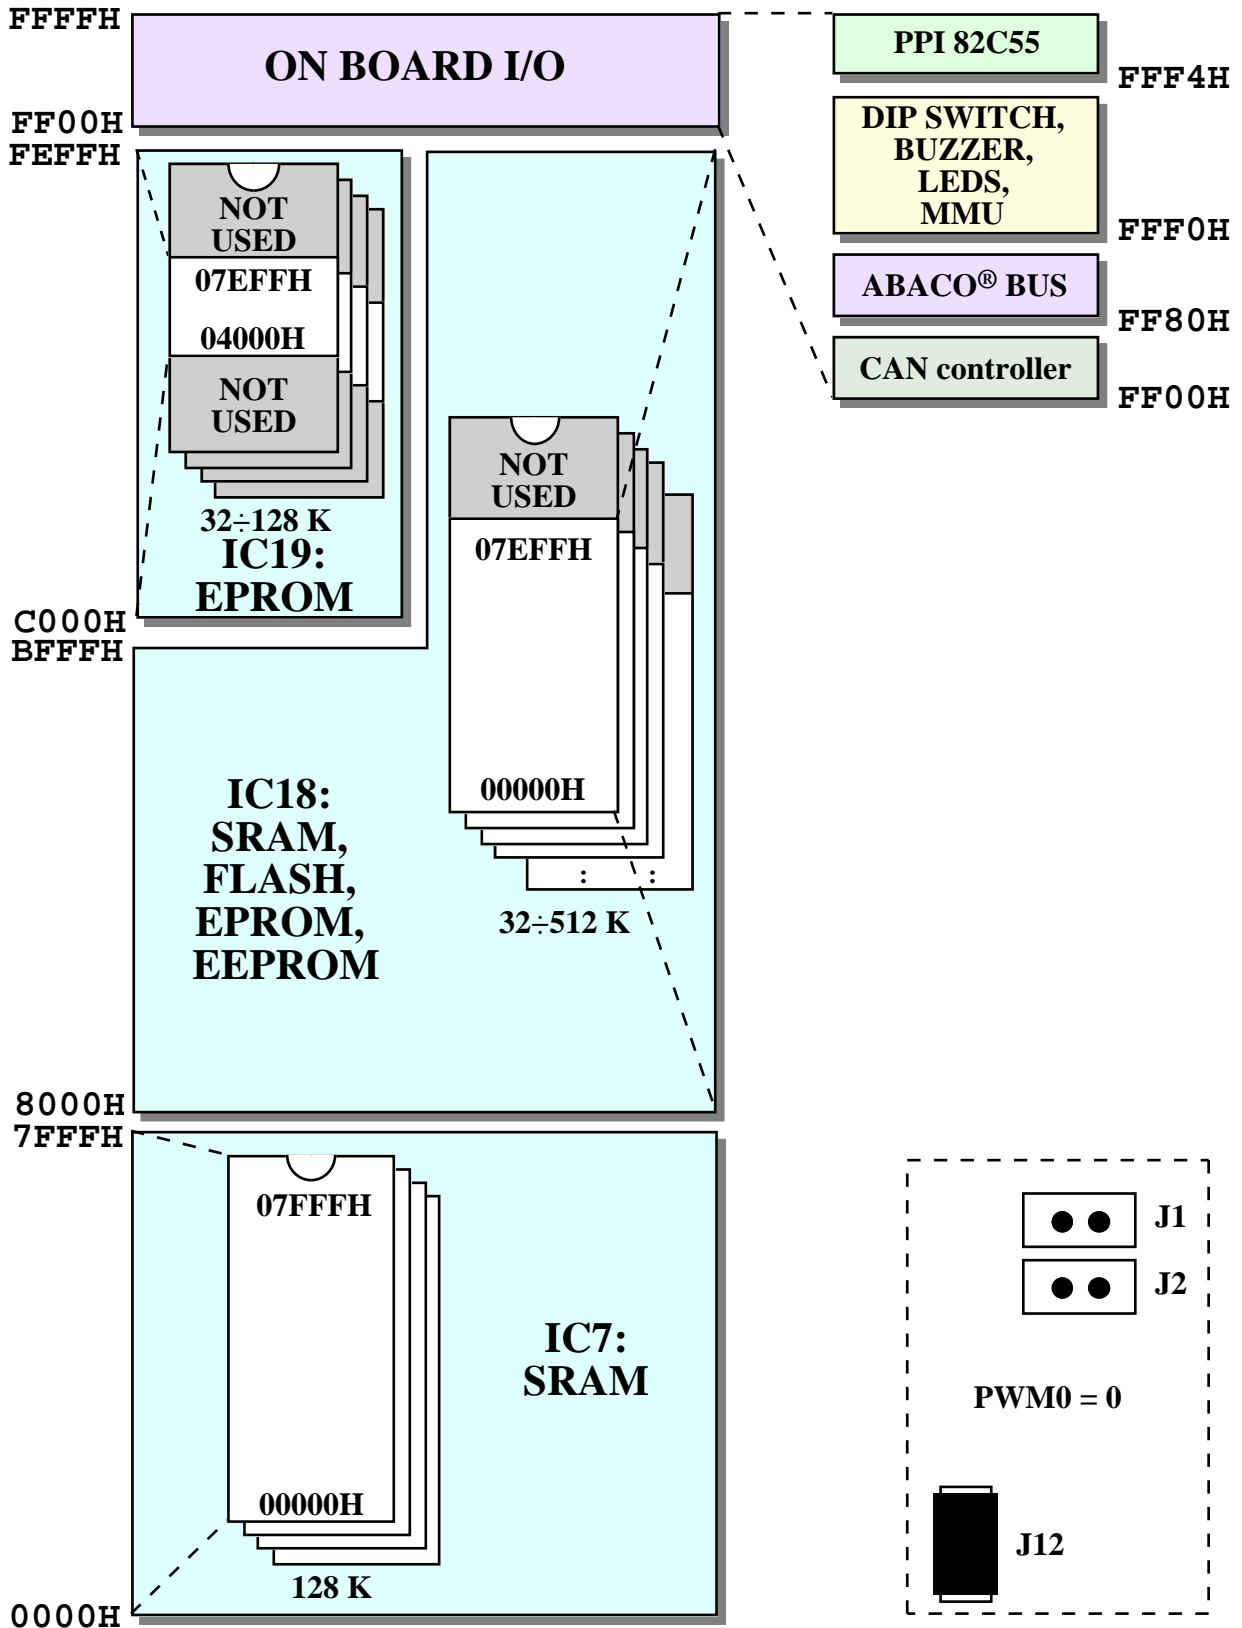 FFFFH
ON BOARD I/O
FF00H
PPI 82C55
FFF4H
DIP SWITCH,
BUZZER,
LEDS,
MMU
FFF0H
ABACO® BUS
FF80H
CAN controller
FF00H
FEFFH
NOT
USED
07EFFH
04000H
NOT
USED
32÷128 K
IC19:
EPROM
C000H
BFFFH
NOT
USED
07EFFH
00000H
: :
32÷512 K
IC18:
SRAM,
FLASH,
EPROM,
EEPROM
8000H
7FFFH
07FFFH
00000H
128 K
IC7:
SRAM
0000H
J1
J2
PWM0 = 0
J12